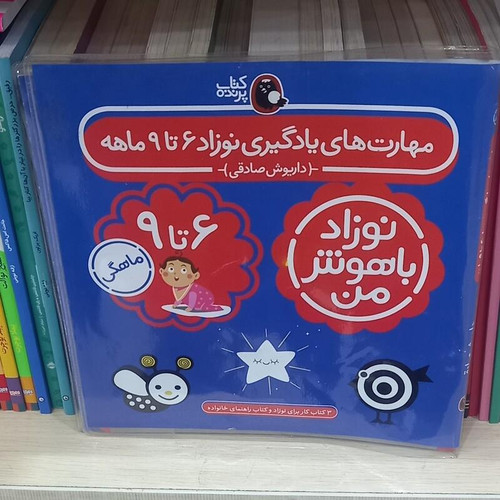 کتاب
پرنده
مهارت های یادگیری نوزاد ۶ تا ۹ ماهه
(داریوش صادقی)
نوزاد
باهوش
من
۶ تا ۹
ماهگی
۳ کتاب کار برای نوزاد و کتاب راهنمای خانواده